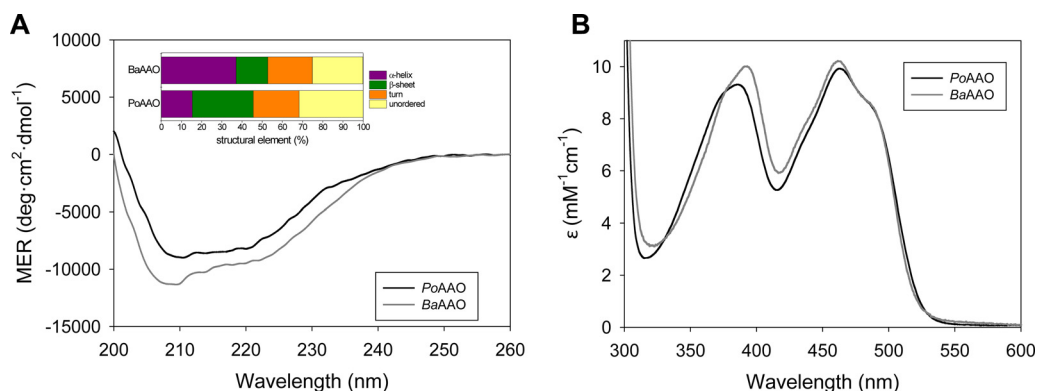 A
B
10000
5000
0
-5000
-10000
-15000
MER (deg·cm²·dmol⁻¹)
BaAAO
PoAAO
0 10 20 30 40 50 60 70 80 90 100
structural element (%)
α-helix
β-sheet
turn
unordered
PoAAO
BaAAO
200 210 220 230 240 250 260
Wavelength (nm)
10
8
6
4
2
0
ε (mM⁻¹cm⁻¹)
PoAAO
BaAAO
300 350 400 450 500 550 600
Wavelength (nm)